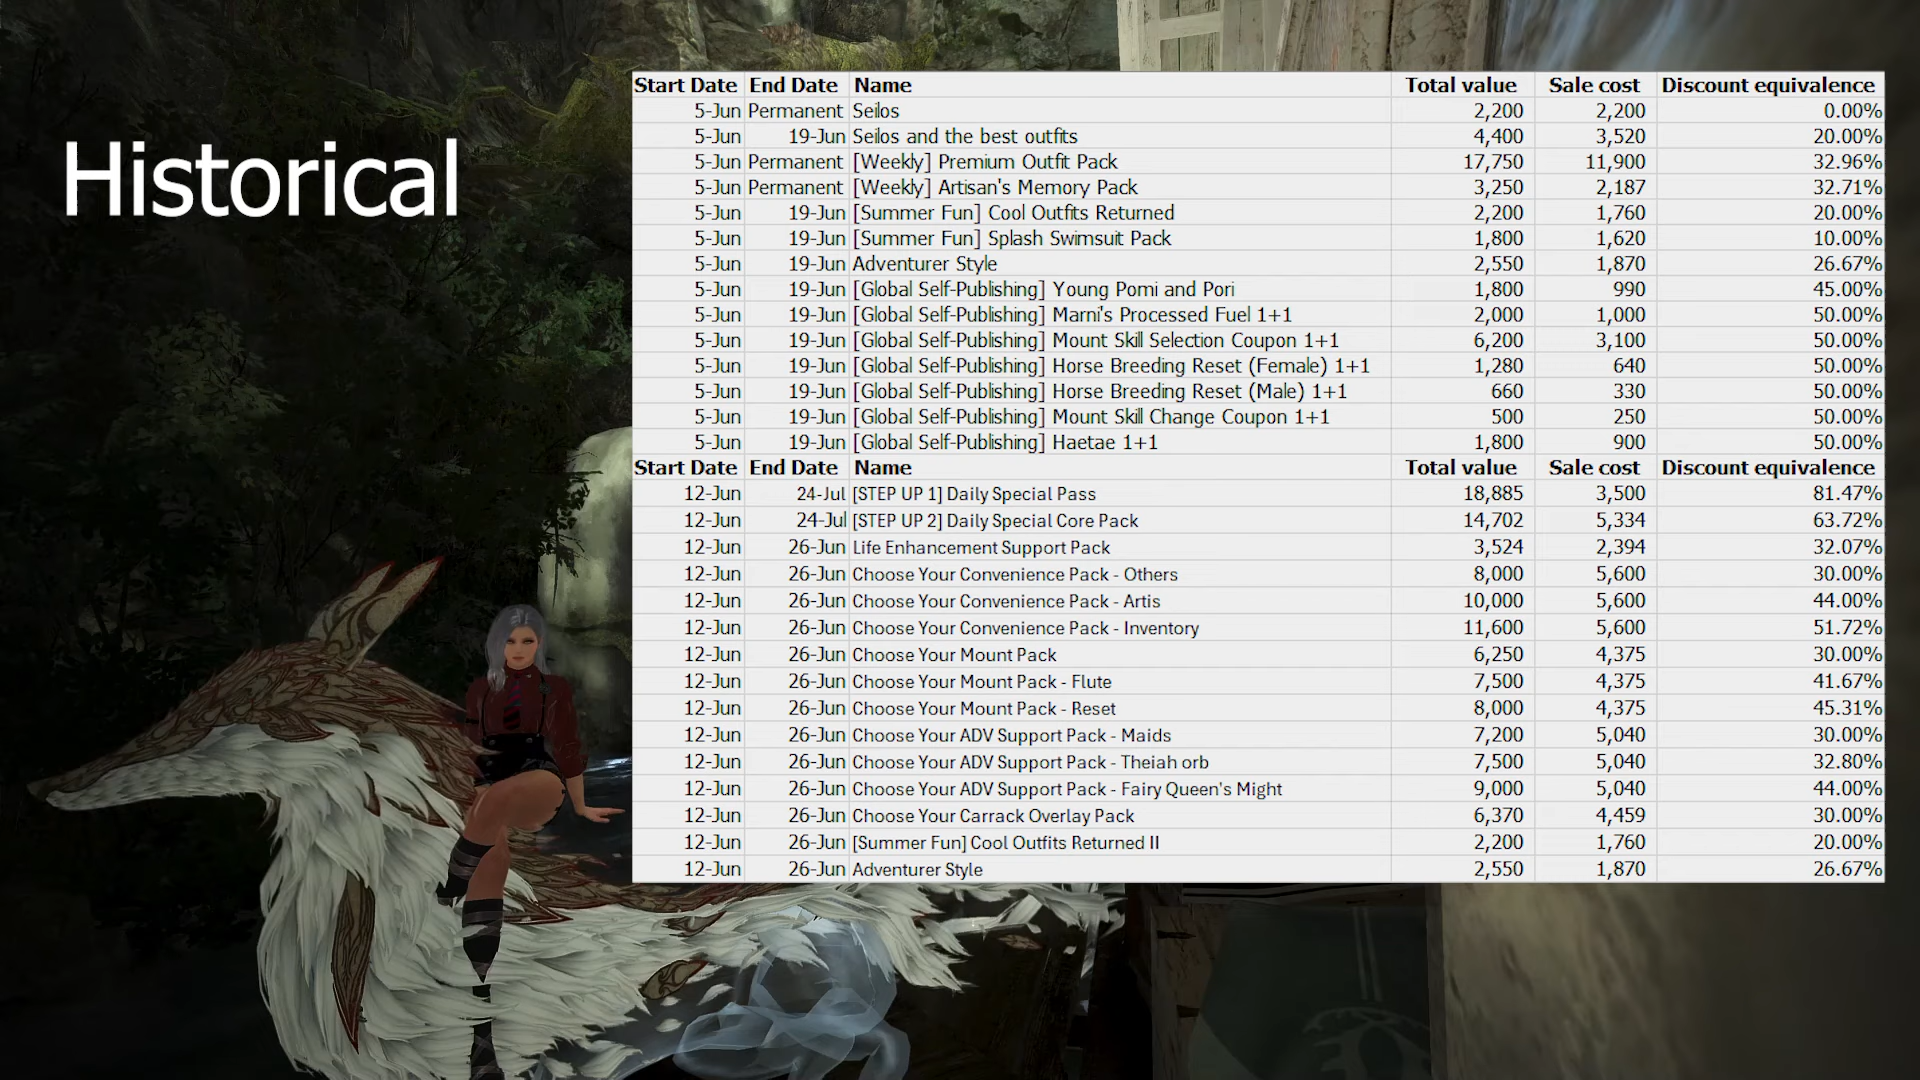 Historical
Start Date End Date Name Total value Sale cost Discount equivalence
5-Jun Permanent Seilos 2,200 2,200 0.00%
5-Jun 19-Jun Seilos and the best outfits 4,400 3,520 20.00%
5-Jun Permanent [Weekly] Premium Outfit Pack 17,750 11,900 32.96%
5-Jun Permanent [Weekly] Artisan's Memory Pack 3,250 2,187 32.71%
5-Jun 19-Jun [Summer Fun] Cool Outfits Returned 2,200 1,760 20.00%
5-Jun 19-Jun [Summer Fun] Splash Swimsuit Pack 1,800 1,620 10.00%
5-Jun 19-Jun Adventurer Style 2,550 1,870 26.67%
5-Jun 19-Jun [Global Self-Publishing] Young Pomi and Pori 1,800 990 45.00%
5-Jun 19-Jun [Global Self-Publishing] Marni's Processed Fuel 1+1 2,000 1,000 50.00%
5-Jun 19-Jun [Global Self-Publishing] Mount Skill Selection Coupon 1+1 6,200 3,100 50.00%
5-Jun 19-Jun [Global Self-Publishing] Horse Breeding Reset (Female) 1+1 1,280 640 50.00%
5-Jun 19-Jun [Global Self-Publishing] Horse Breeding Reset (Male) 1+1 660 330 50.00%
5-Jun 19-Jun [Global Self-Publishing] Mount Skill Change Coupon 1+1 500 250 50.00%
5-Jun 19-Jun [Global Self-Publishing] Haetae 1+1 1,800 900 50.00%
Start Date End Date Name Total value Sale cost Discount equivalence
12-Jun 24-Jul [STEP UP 1] Daily Special Pass 18,885 3,500 81.47%
12-Jun 24-Jul [STEP UP 2] Daily Special Core Pack 14,702 5,334 63.72%
12-Jun 26-Jun Life Enhancement Support Pack 3,524 2,394 32.07%
12-Jun 26-Jun Choose Your Convenience Pack - Others 8,000 5,600 30.00%
12-Jun 26-Jun Choose Your Convenience Pack - Artis 10,000 5,600 44.00%
12-Jun 26-Jun Choose Your Convenience Pack - Inventory 11,600 5,600 51.72%
12-Jun 26-Jun Choose Your Mount Pack 6,250 4,375 30.00%
12-Jun 26-Jun Choose Your Mount Pack - Flute 7,500 4,375 41.67%
12-Jun 26-Jun Choose Your Mount Pack - Reset 8,000 4,375 45.31%
12-Jun 26-Jun Choose Your ADV Support Pack - Maids 7,200 5,040 30.00%
12-Jun 26-Jun Choose Your ADV Support Pack - Theiah orb 7,500 5,040 32.80%
12-Jun 26-Jun Choose Your ADV Support Pack - Fairy Queen's Might 9,000 5,040 44.00%
12-Jun 26-Jun Choose Your Carrack Overlay Pack 6,370 4,459 30.00%
12-Jun 26-Jun [Summer Fun] Cool Outfits Returned II 2,200 1,760 20.00%
12-Jun 26-Jun Adventurer Style 2,550 1,870 26.67%